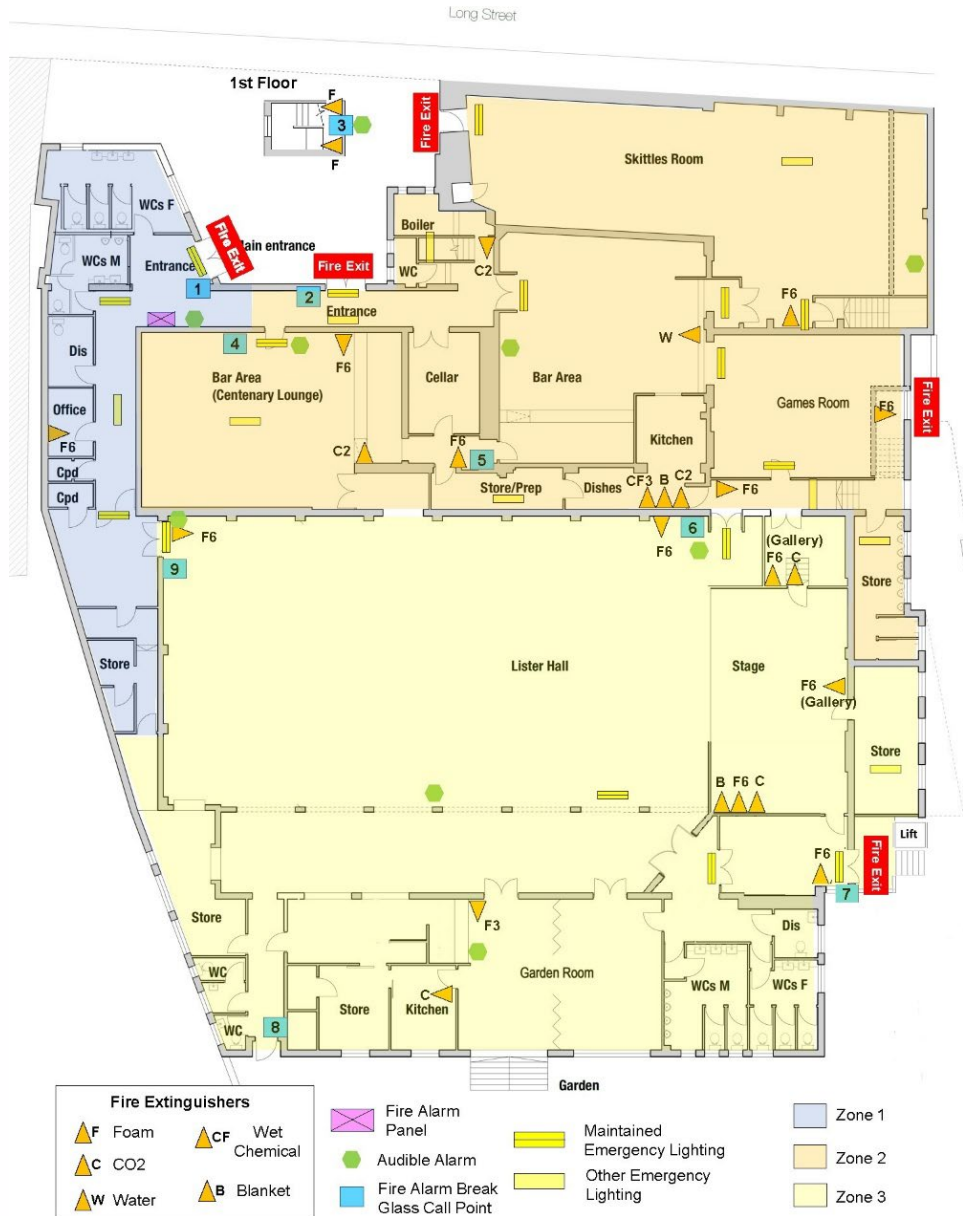 Long Street
1st Floor
F
3
F
Fire Exit
Skittles Room
WCs F
Boiler
Main entrance
Fire Exit
WCs M
Entrance
Fire Exit
WC
C2
1
2
Entrance
F6
W
4
F6
Dis
Bar Area
(Centenary Lounge)
Cellar
Bar Area
Games Room
Fire Exit
Office
F6
F6
Kitchen
C2
F6
5
Cpd
Cpd
Store/Prep
Dishes
CF3
B
C2
F6
F6
9
F6
6
(Gallery)
F6
C
Store
Store
Lister Hall
Stage
F6
(Gallery)
Store
B
F6
C
Lift
F6
Fire Exit
7
Store
F3
Dis
WC
Garden Room
WCs M
WCs F
C
Store
Kitchen
WC
8
Garden
Fire Extinguishers
F Foam
CF Wet
Chemical
C CO2
W Water
B Blanket
Fire Alarm
Panel
Audible Alarm
Fire Alarm Break
Glass Call Point
Maintained
Emergency Lighting
Other Emergency
Lighting
Zone 1
Zone 2
Zone 3